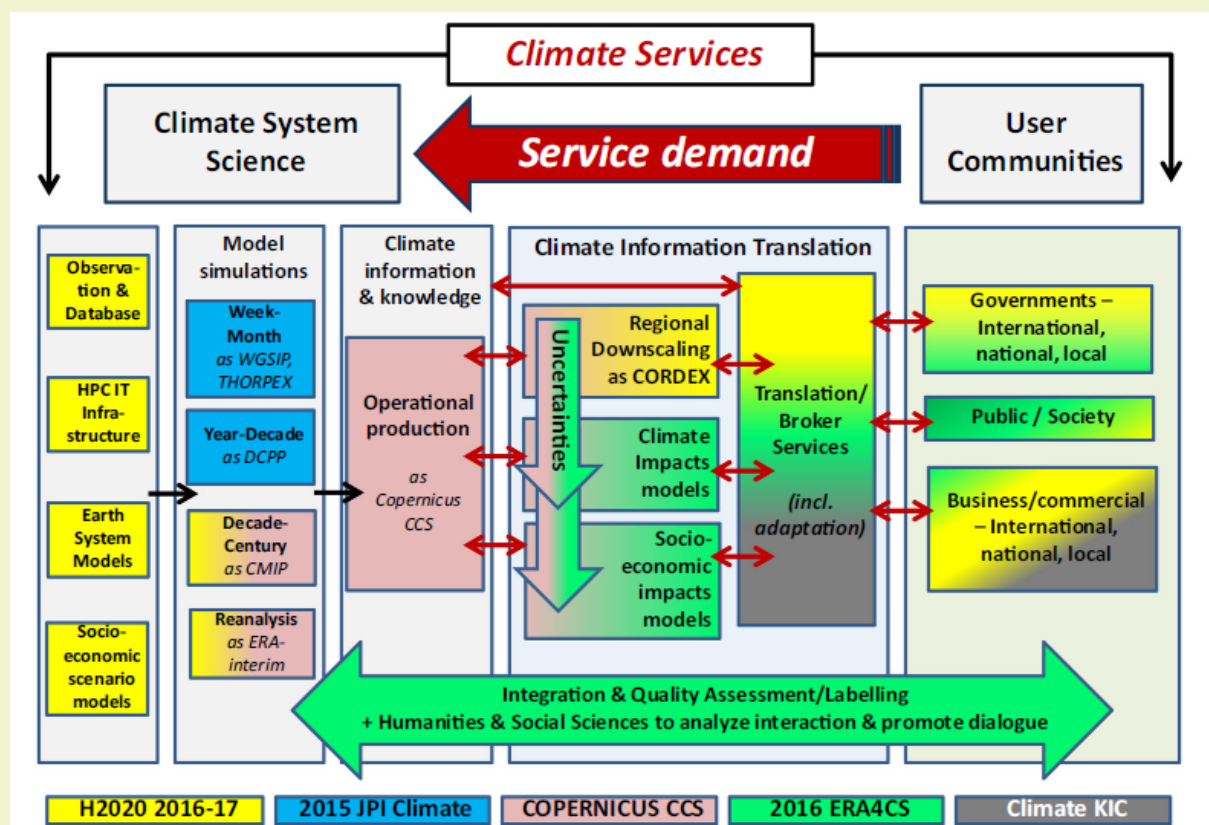 Climate Services
Climate System
Science
Service demand
User
Communities
Observa-
tion &
Database
HPC IT
Infra-
structure
Earth
System
Models
Socio-
economic
scenario
models
Model
simulations
Week-
Month
as WGSIP,
THORPEX
Year-Decade
as DCPP
Decade-
Century
as CMIP
Reanalysis
as ERA-
interim
Climate
information
& knowledge
Operational
production
as
Copernicus
CCS
Climate Information Translation
Uncertainties
Regional
Downscaling
as CORDEX
Climate
Impacts
models
Socio-
economic
impacts
models
Translation/
Broker
Services
(incl.
adaptation)
Governments –
International,
national, local
Public / Society
Business/commercial
– International,
national, local
Integration & Quality Assessment/Labelling
+ Humanities & Social Sciences to analyze interaction & promote dialogue
H2020 2016-17
2015 JPI Climate
COPERNICUS CCS
2016 ERA4CS
Climate KIC